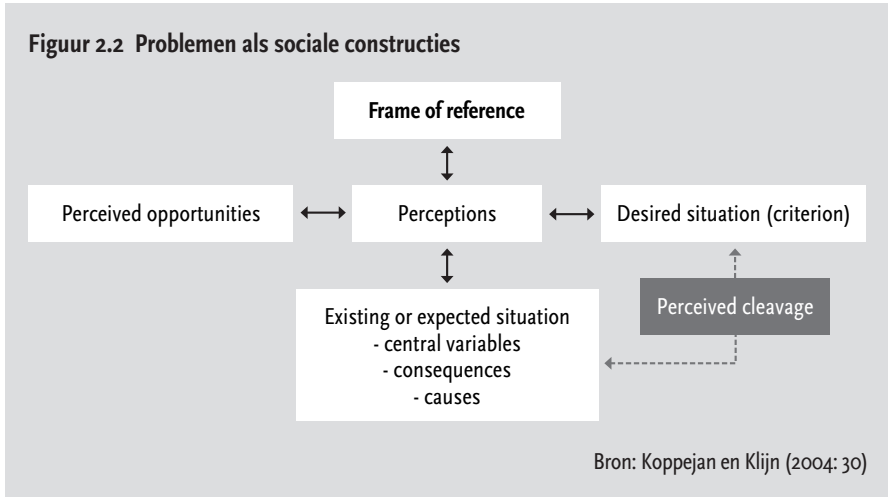 Figuur 2.2 Problemen als sociale constructies
Frame of reference
Perceived opportunities
Perceptions
Desired situation (criterion)
Perceived cleavage
Existing or expected situation
- central variables
- consequences
- causes
Bron: Koppejan en Klijn (2004: 30)